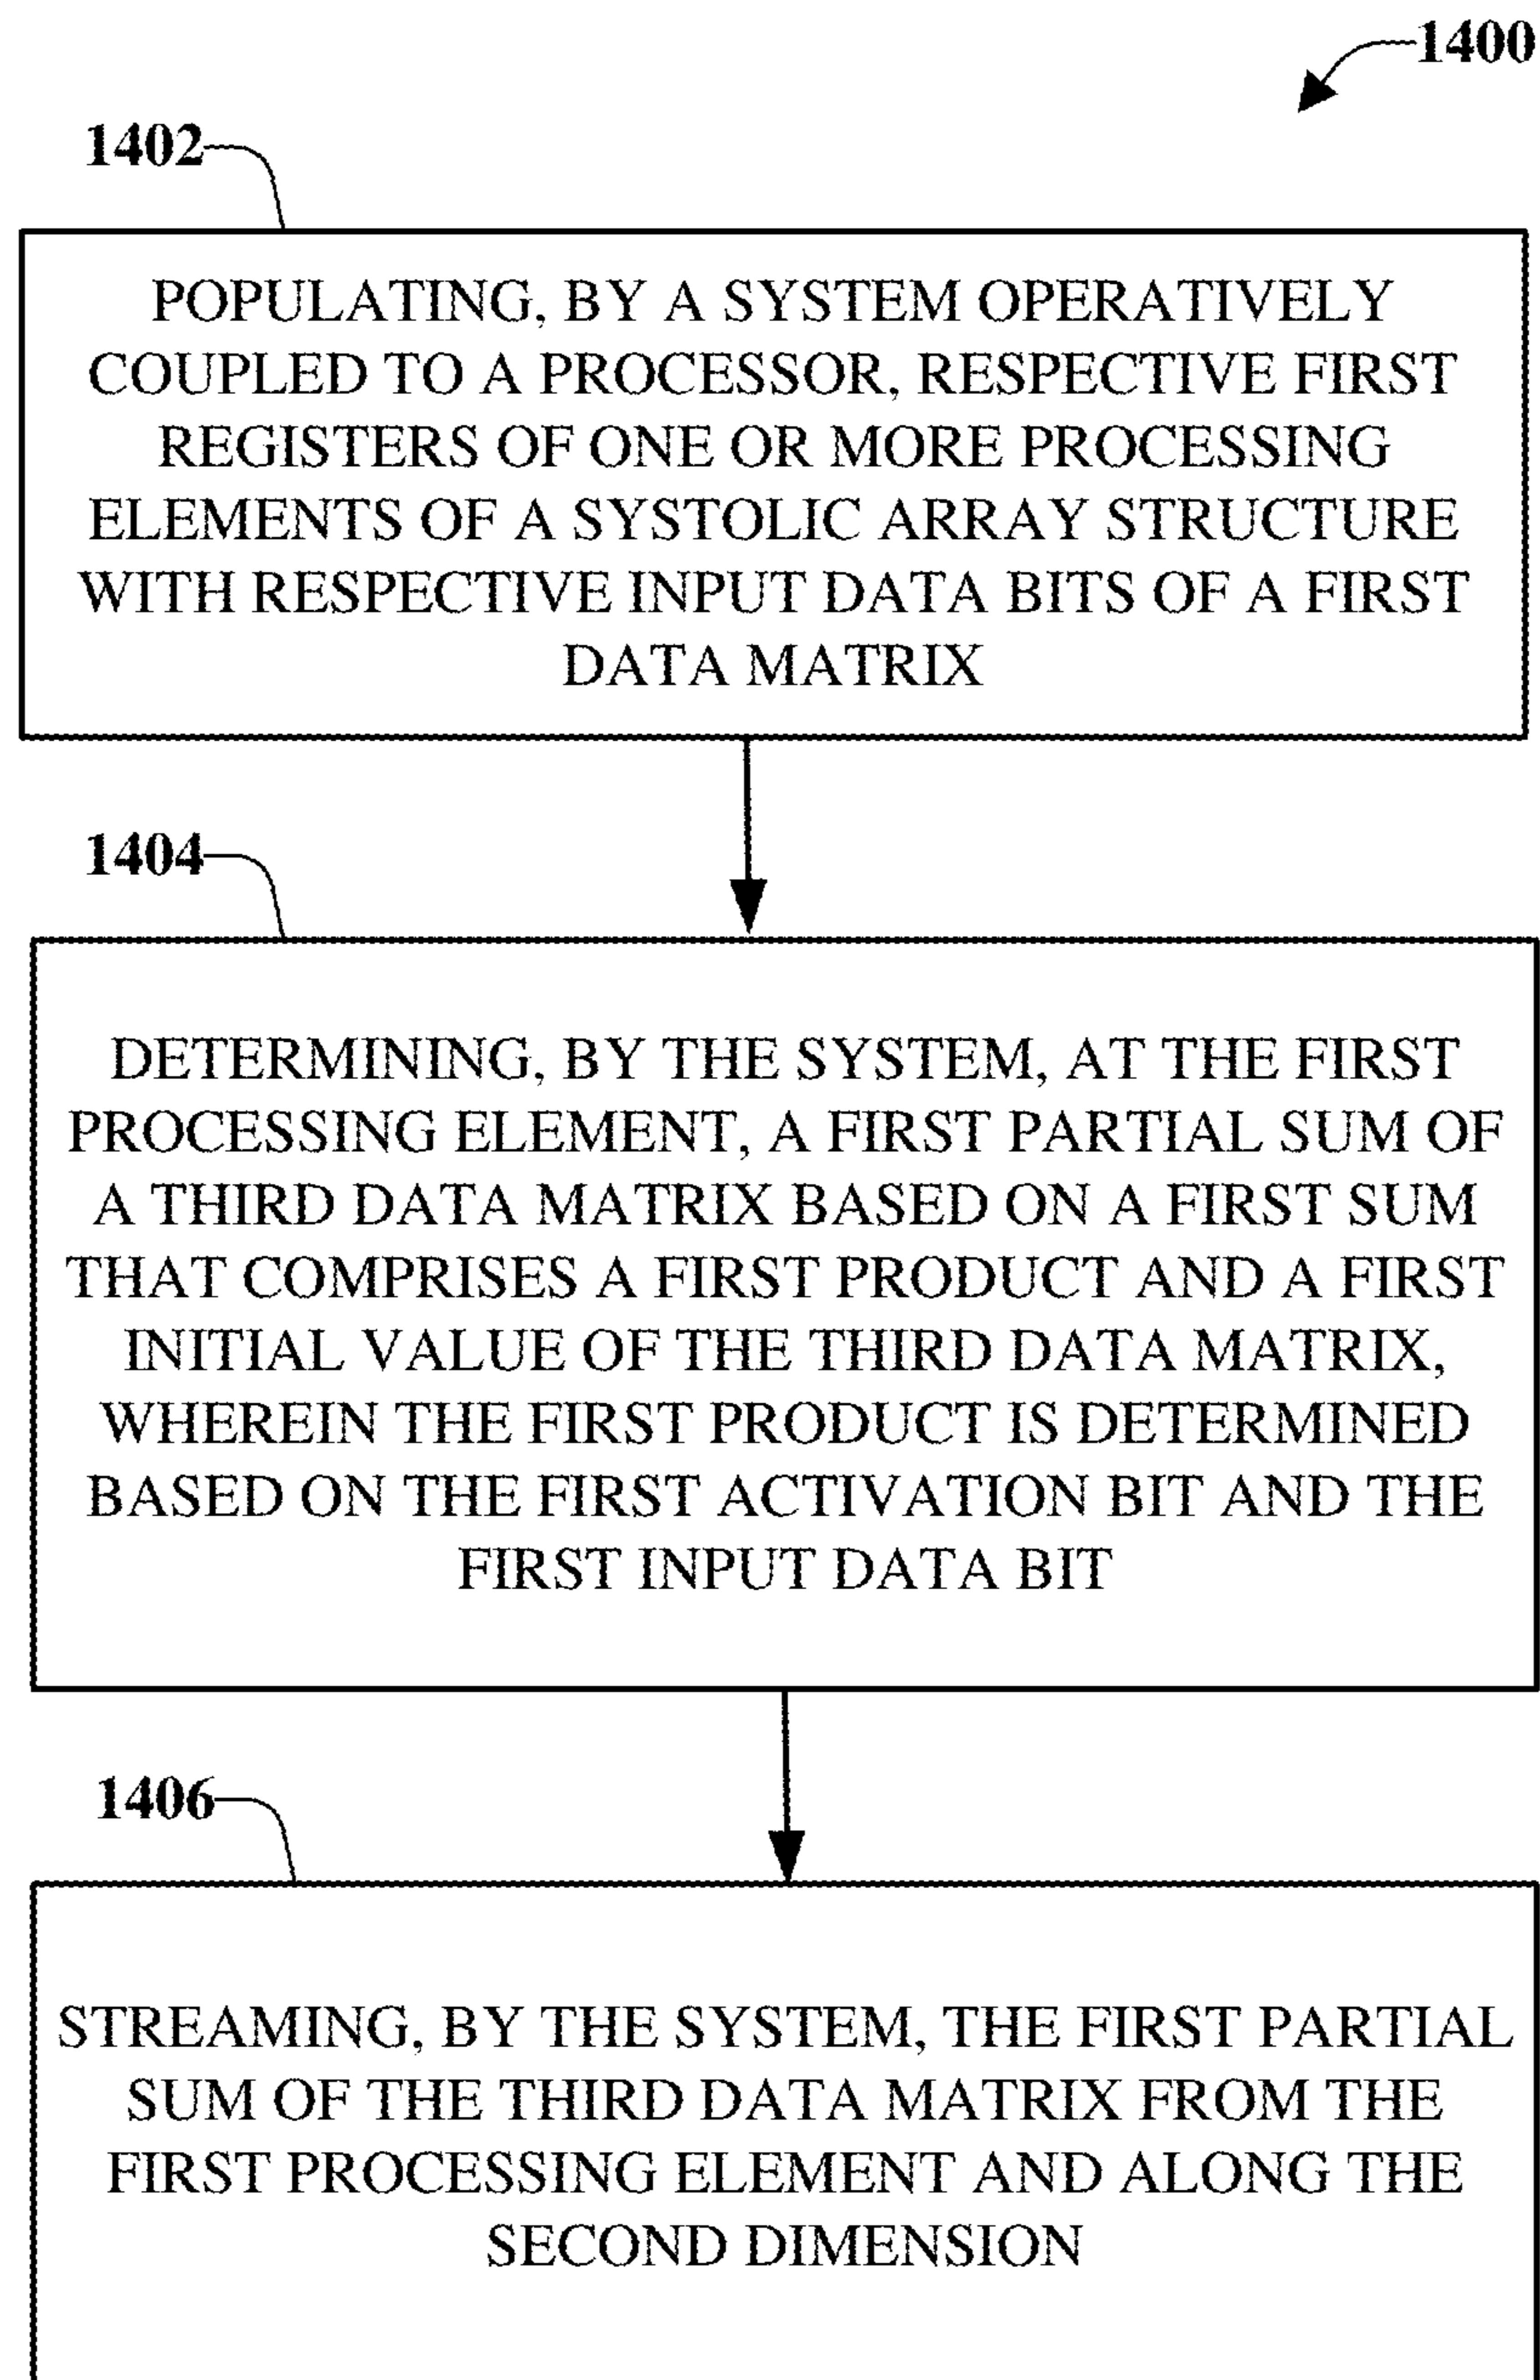 1400
1402
POPULATING, BY A SYSTEM OPERATIVELY
COUPLED TO A PROCESSOR, RESPECTIVE FIRST
REGISTERS OF ONE OR MORE PROCESSING
ELEMENTS OF A SYSTOLIC ARRAY STRUCTURE
WITH RESPECTIVE INPUT DATA BITS OF A FIRST
DATA MATRIX
1404
DETERMINING, BY THE SYSTEM, AT THE FIRST
PROCESSING ELEMENT, A FIRST PARTIAL SUM OF
A THIRD DATA MATRIX BASED ON A FIRST SUM
THAT COMPRISES A FIRST PRODUCT AND A FIRST
INITIAL VALUE OF THE THIRD DATA MATRIX,
WHEREIN THE FIRST PRODUCT IS DETERMINED
BASED ON THE FIRST ACTIVATION BIT AND THE
FIRST INPUT DATA BIT
1406
STREAMING, BY THE SYSTEM, THE FIRST PARTIAL
SUM OF THE THIRD DATA MATRIX FROM THE
FIRST PROCESSING ELEMENT AND ALONG THE
SECOND DIMENSION